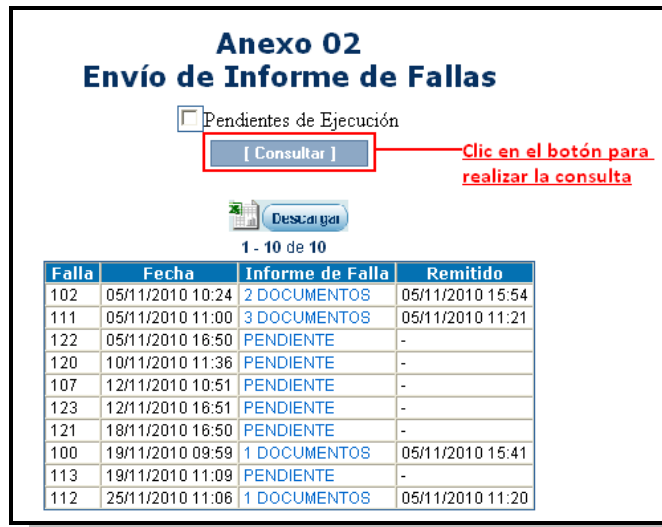 Anexo 02
Envío de Informe de Fallas
Pendientes de Ejecución
[ Consultar ]
Clic en el botón para
realizar la consulta
Descargar
1 - 10 de 10
Falla Fecha Informe de Falla Remitido
102 05/11/2010 10:24 2 DOCUMENTOS 05/11/2010 15:54
111 05/11/2010 11:00 3 DOCUMENTOS 05/11/2010 11:21
122 05/11/2010 16:50 PENDIENTE -
120 10/11/2010 11:36 PENDIENTE -
107 12/11/2010 10:51 PENDIENTE -
123 12/11/2010 16:51 PENDIENTE -
121 18/11/2010 16:50 PENDIENTE -
100 19/11/2010 09:59 1 DOCUMENTOS 05/11/2010 15:41
113 19/11/2010 11:09 PENDIENTE -
112 25/11/2010 11:06 1 DOCUMENTOS 05/11/2010 11:20